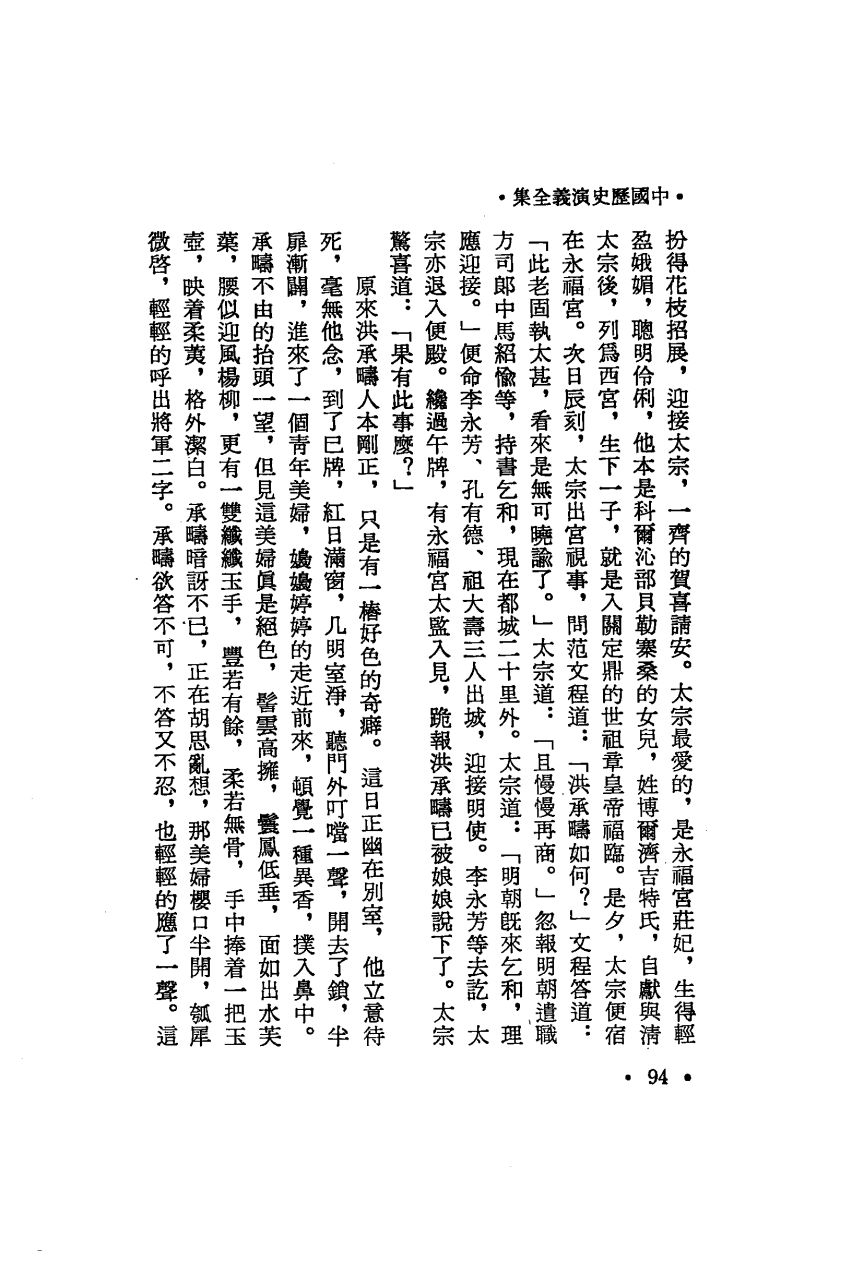 •中國歷史演義全集•
扮得花枝招展，迎接太宗，一齊的賀喜請安。太宗最愛的，是永福宮莊妃，生得輕
盈娥媚，聰明伶俐，他本是科爾沁部貝勒寨桑的女兒，姓博爾濟吉特氏，自獻與清
太宗後，列爲西宮，生下一子，就是入關定鼎的世祖章皇帝福臨。是夕，太宗便宿
在永福宮。次日辰刻，太宗出宮視事，問范文程道：「洪承疇如何？」文程答道：
「此老固執太甚，看來是無可曉諭了。」太宗道：「且慢慢再商。」忽報明朝遣職
方司郎中馬紹愉等，持書乞和，現在都城二十里外。太宗道：「明朝既來乞和，理
應迎接。」便命李永芳、孔有德、祖大壽三人出城，迎接明使。李永芳等去訖，太
宗亦退入便殿。纔過午牌，有永福宮太監入見，跪報洪承疇已被娘娘說下了。太宗
驚喜道：「果有此事麼？」
原來洪承疇人本剛正，只是有一樁好色的奇癖。這日正幽在別室，他立意待
死，毫無他念，到了巳牌，紅日滿窗，几明室淨，聽門外叮噹一聲，開去了鎖，半
扉漸闢，進來了一個青年美婦，嬝嬝婷婷的走近前來，頓覺一種異香，撲入鼻中。
承疇不由的抬頭一望，但見這美婦眞是絕色，髻雲高擁，鬟鳳低垂，面如出水芙
蕖，腰似迎風楊柳，更有一雙纖纖玉手，豐若有餘，柔若無骨，手中捧着一把玉
壺，映着柔荑，格外潔白。承疇暗訝不已，正在胡思亂想，那美婦櫻口半開，瓠犀
微啓，輕輕的呼出將軍二字。承疇欲答不可，不答又不忍，也輕輕的應了一聲。這
• 94 •